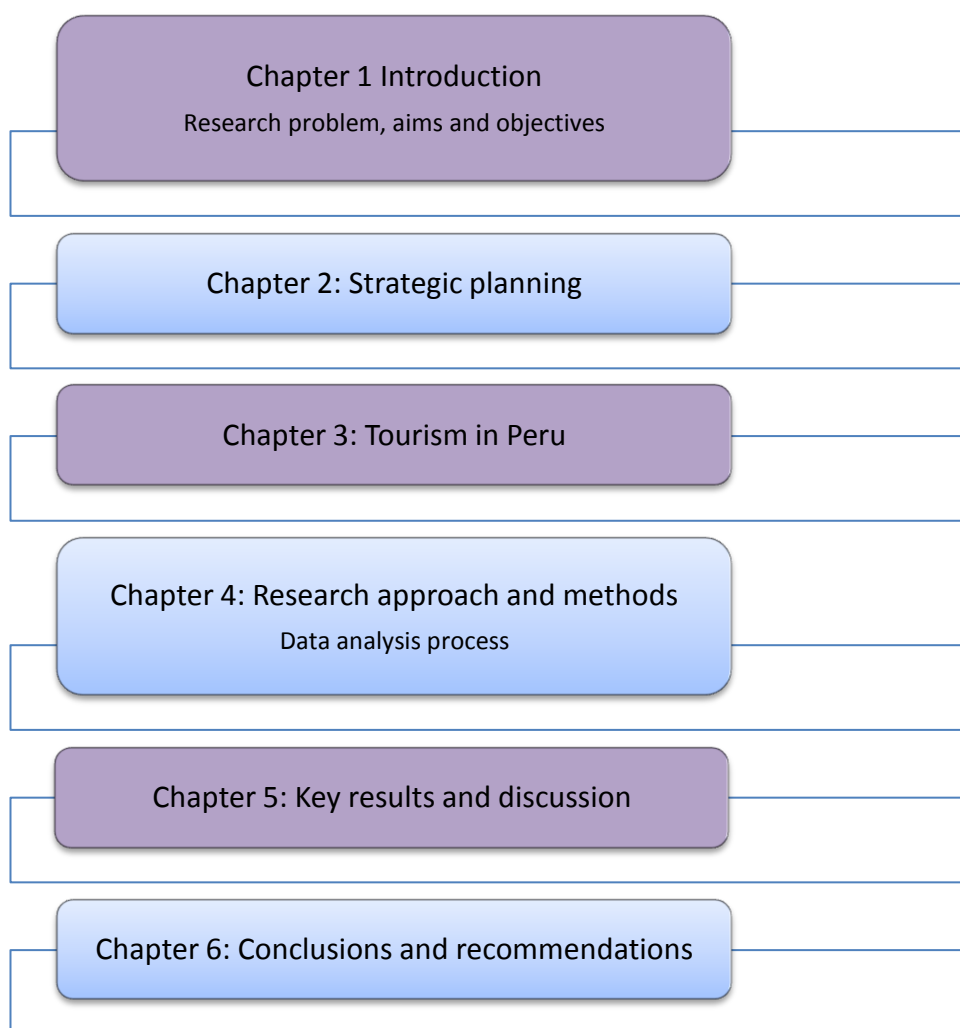 Chapter 1 Introduction
Research problem, aims and objectives
Chapter 2: Strategic planning
Chapter 3: Tourism in Peru
Chapter 4: Research approach and methods
Data analysis process
Chapter 5: Key results and discussion
Chapter 6: Conclusions and recommendations